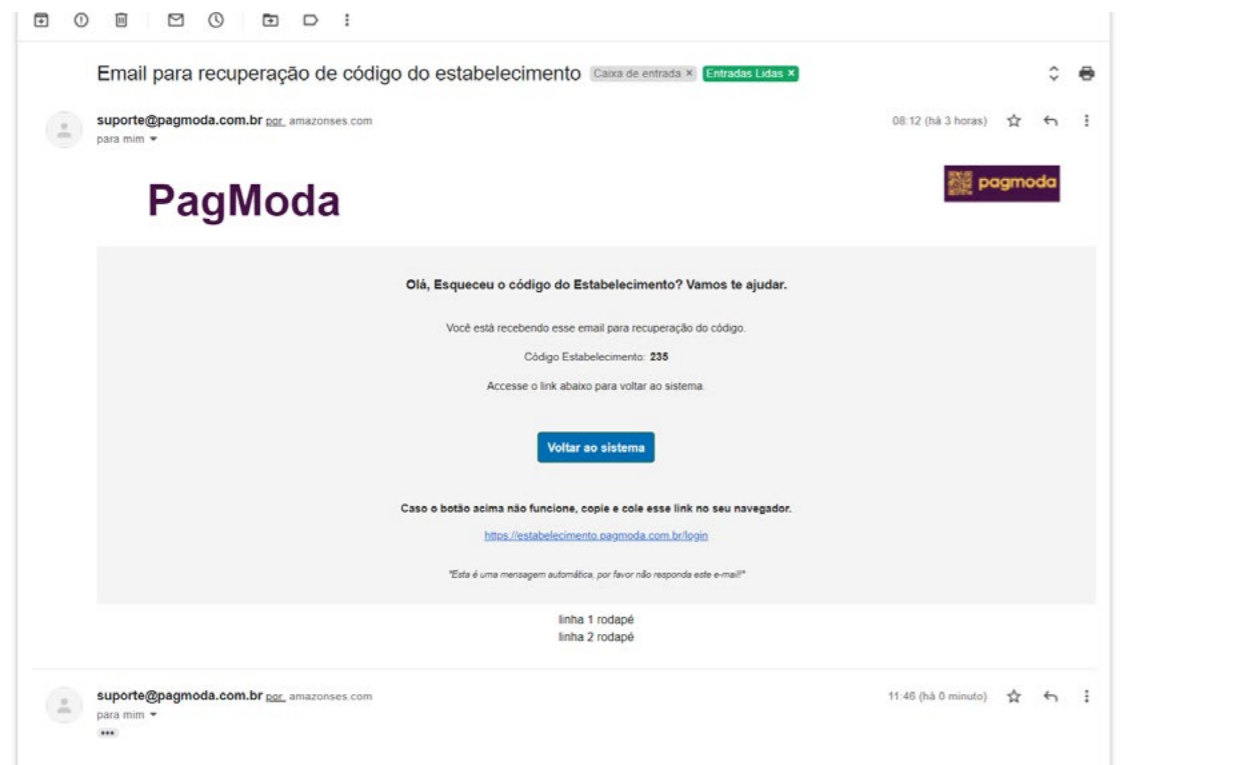 Email para recuperação de código do estabelecimento Caixa de entrada × Entradas Lidas ×
suporte@pagmoda.com.br por amazonses.com 08:12 (há 3 horas)
para mim
PagModa pagmoda
Olá, Esqueceu o código do Estabelecimento? Vamos te ajudar.
Você está recebendo esse email para recuperação do código.
Código Estabelecimento: 235
Accesse o link abaixo para voltar ao sistema.
Voltar ao sistema
Caso o botão acima não funcione, copie e cole esse link no seu navegador.
https://estabelecimento.pagmoda.com.br/login
"Esta é uma mensagem automática, por favor não responda este e-mail!"
linha 1 rodapé
linha 2 rodapé
suporte@pagmoda.com.br por amazonses.com 11:46 (há 0 minuto)
para mim